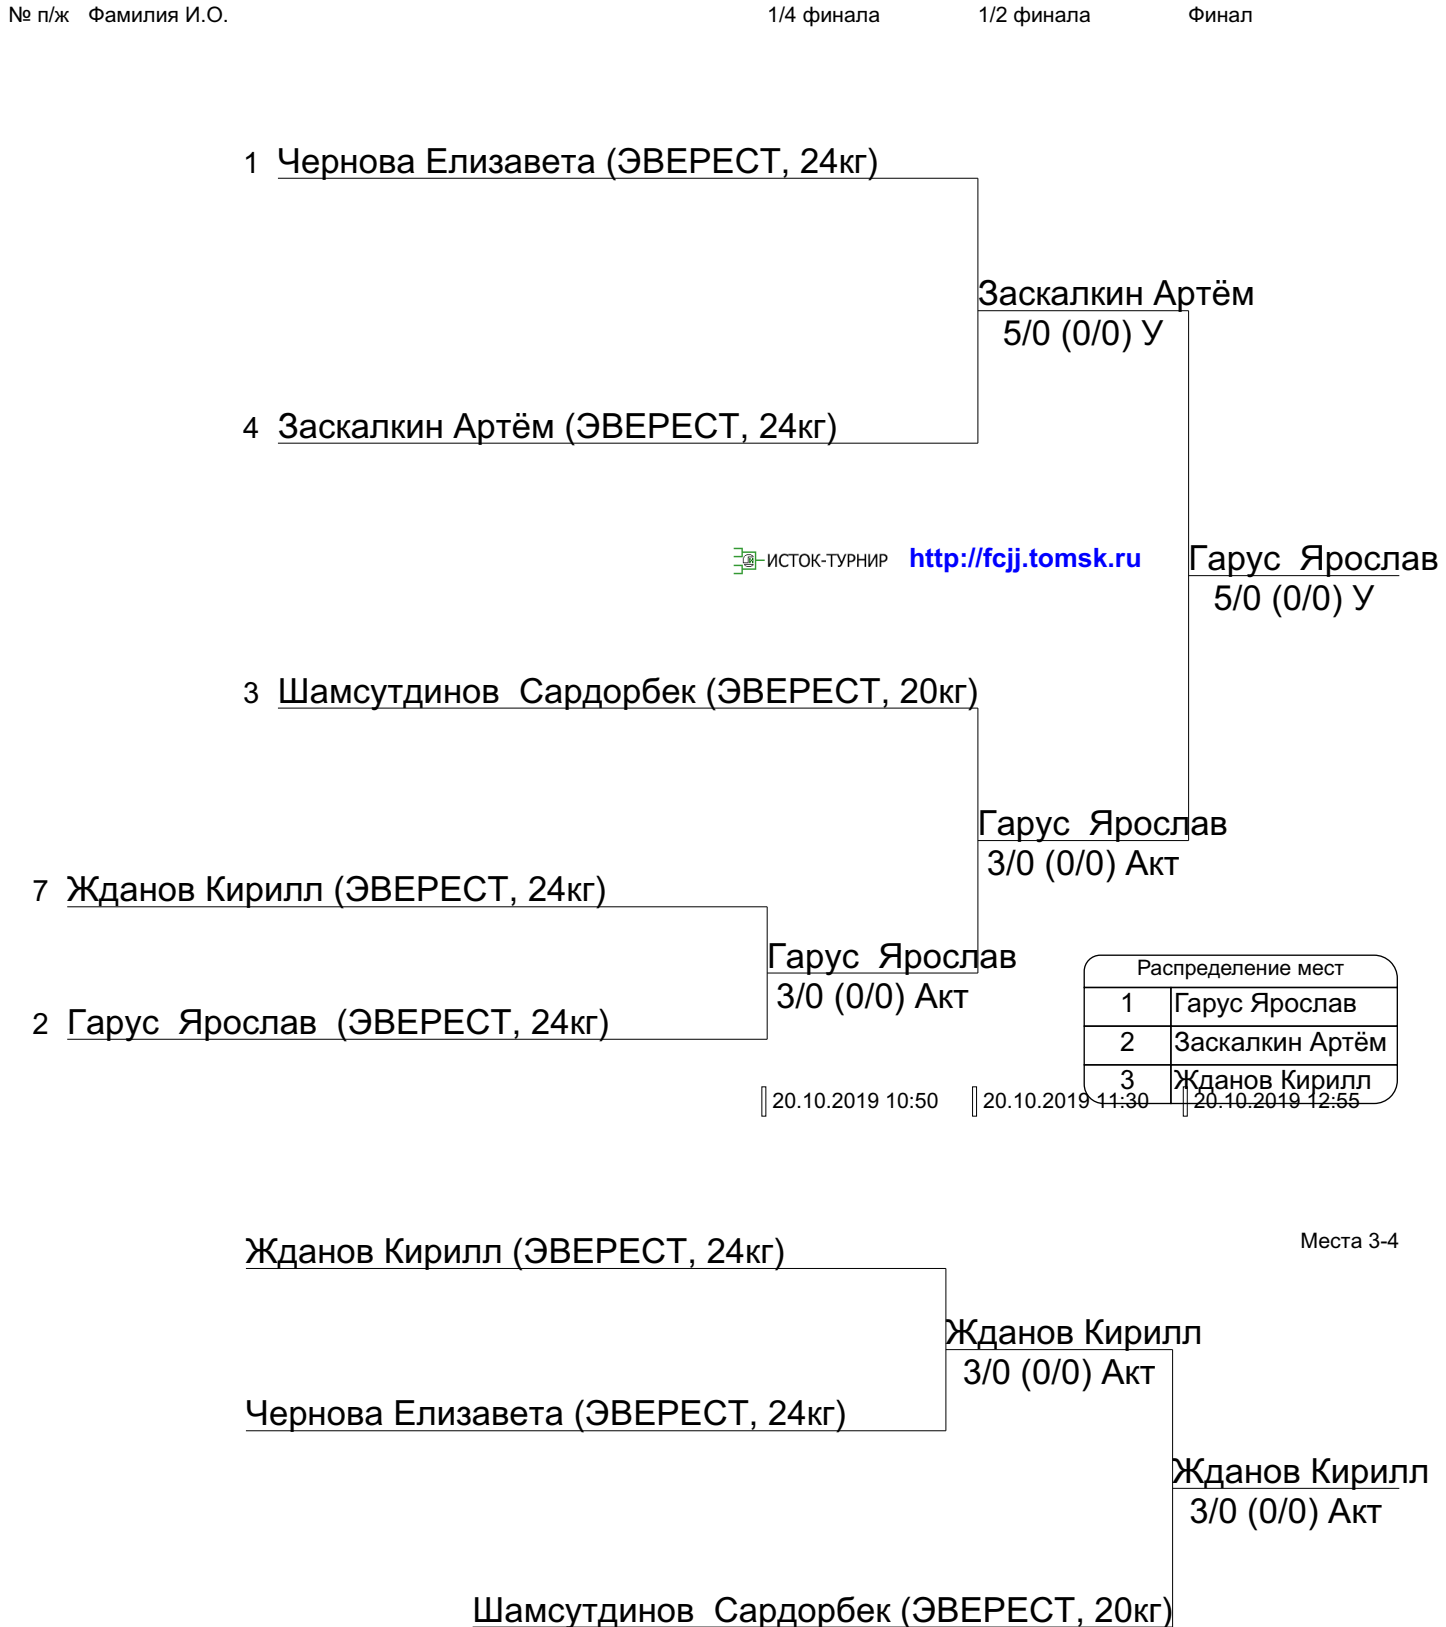 № п/ж Фамилия И.О. 1/4 финала 1/2 финала Финал
1 Чернова Елизавета (ЭВЕРЕСТ, 24кг)
Заскалкин Артём
5/0 (0/0) У
4 Заскалкин Артём (ЭВЕРЕСТ, 24кг)
ИСТОК-ТУРНИР http://fcjj.tomsk.ru
Гарус Ярослав
5/0 (0/0) У
3 Шамсутдинов Сардорбек (ЭВЕРЕСТ, 20кг)
Гарус Ярослав
3/0 (0/0) Акт
7 Жданов Кирилл (ЭВЕРЕСТ, 24кг)
Гарус Ярослав
3/0 (0/0) Акт
2 Гарус Ярослав (ЭВЕРЕСТ, 24кг)
Распределение мест
1 Гарус Ярослав
2 Заскалкин Артём
3 Жданов Кирилл
20.10.2019 10:50 20.10.2019 11:30 20.10.2019 12:55
Места 3-4
Жданов Кирилл (ЭВЕРЕСТ, 24кг)
Жданов Кирилл
3/0 (0/0) Акт
Чернова Елизавета (ЭВЕРЕСТ, 24кг)
Жданов Кирилл
3/0 (0/0) Акт
Шамсутдинов Сардорбек (ЭВЕРЕСТ, 20кг)